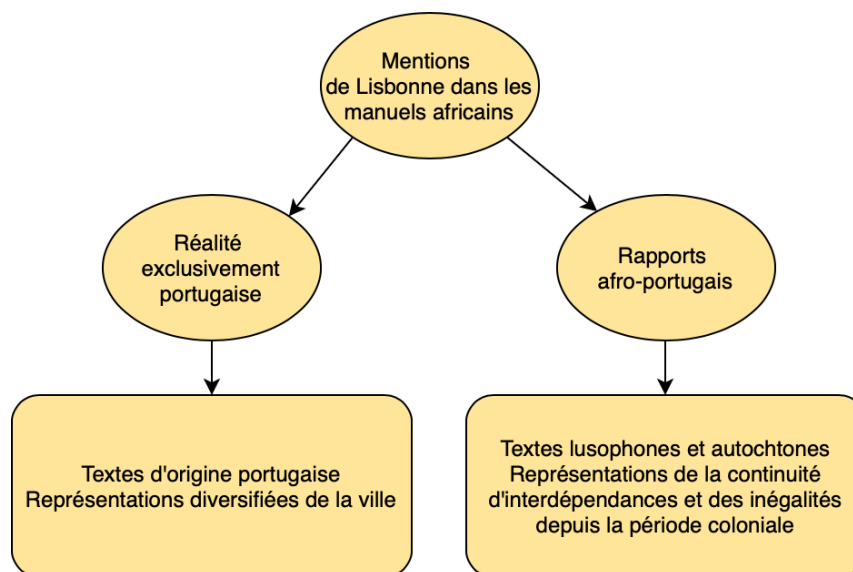 Mentions
de Lisbonne dans les
manuels africains
Réalité
exclusivement
portugaise
Rapports
afro-portugais
Textes d'origine portugaise
Représentations diversifiées de la ville
Textes lusophones et autochtones
Représentations de la continuité
d'interdépendances et des inégalités
depuis la période coloniale